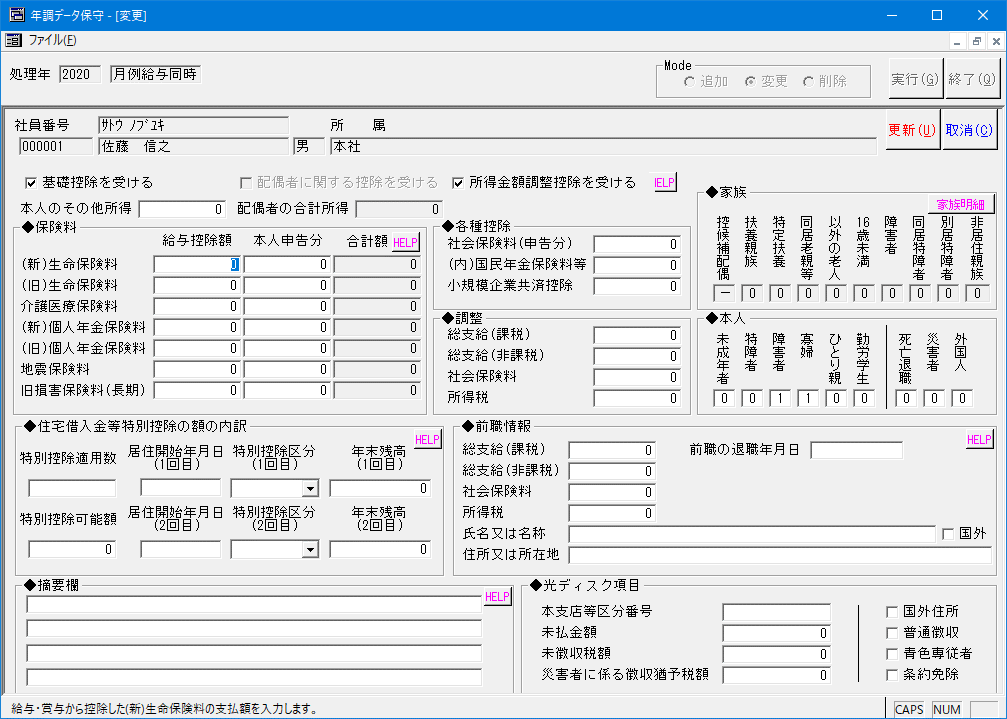 年調データ保守 - [変更]
ファイル(F)
処理年 2020 月例給与同時
Mode 追加 変更 削除
実行(G) 終了(Q)
社員番号 ｻﾄｳ ﾉﾌﾞﾕｷ 所 属
000001 佐藤 信之 男 本社
更新(U) 取消(C)
基礎控除を受ける 配偶者に関する控除を受ける 所得金額調整控除を受ける HELP
本人のその他所得 0 配偶者の合計所得 0
◆保険料
給与控除額 本人申告分 合計額 HELP
(新)生命保険料 0 0 0
(旧)生命保険料 0 0 0
介護医療保険料 0 0 0
(新)個人年金保険料 0 0 0
(旧)個人年金保険料 0 0 0
地震保険料 0 0 0
旧損害保険料(長期) 0 0 0
◆各種控除
社会保険料(申告分) 0
(内)国民年金保険料等 0
小規模企業共済控除 0
◆調整
総支給(課税) 0
総支給(非課税) 0
社会保険料 0
所得税 0
◆家族
家族明細
控除候補配偶 扶養親族 特定扶養 同居老親等 以外の老人 16歳未満 障害者 同居特障者 別居特障者 非居住親族
― 0 0 0 0 0 0 0 0 0
◆本人
未成年者 特障者 障害者 寡婦 ひとり親 勤労学生 死亡退職 災害者 外国人
0 0 1 1 0 0 0 0 0
◆住宅借入金等特別控除の額の内訳
HELP
特別控除適用数 居住開始年月日(1回目) 特別控除区分(1回目) 年末残高(1回目)
0
特別控除可能額 居住開始年月日(2回目) 特別控除区分(2回目) 年末残高(2回目)
0 0
◆前職情報
HELP
総支給(課税) 0 前職の退職年月日
総支給(非課税) 0
社会保険料 0
所得税 0
氏名又は名称 国外
住所又は所在地
◆摘要欄
HELP
◆光ディスク項目
本支店等区分番号 国外住所
未払金額 0 普通徴収
未徴収税額 0 青色専従者
災害者に係る徴収猶予税額 0 条約免除
給与・賞与から控除した(新)生命保険料の支払額を入力します。
CAPS NUM